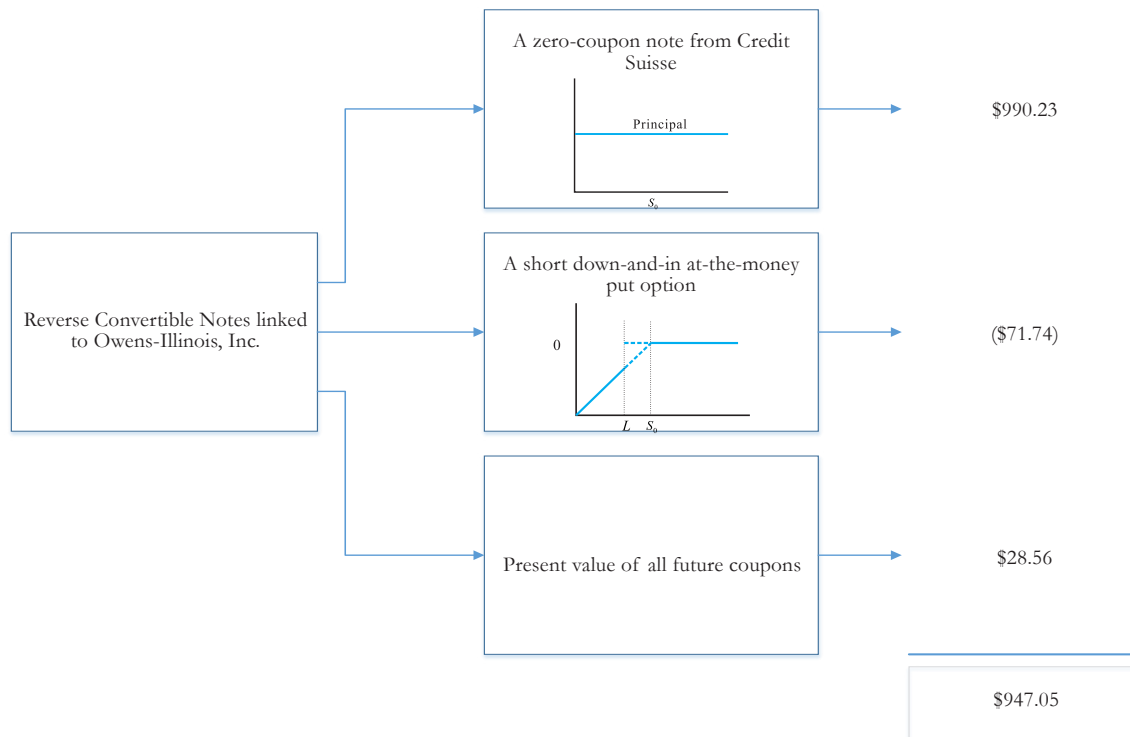 A zero-coupon note from Credit
Suisse
Principal
S₀
$990.23
Reverse Convertible Notes linked
to Owens-Illinois, Inc.
A short down-and-in at-the-money
put option
0
L S₀
($71.74)
Present value of all future coupons
$28.56
$947.05